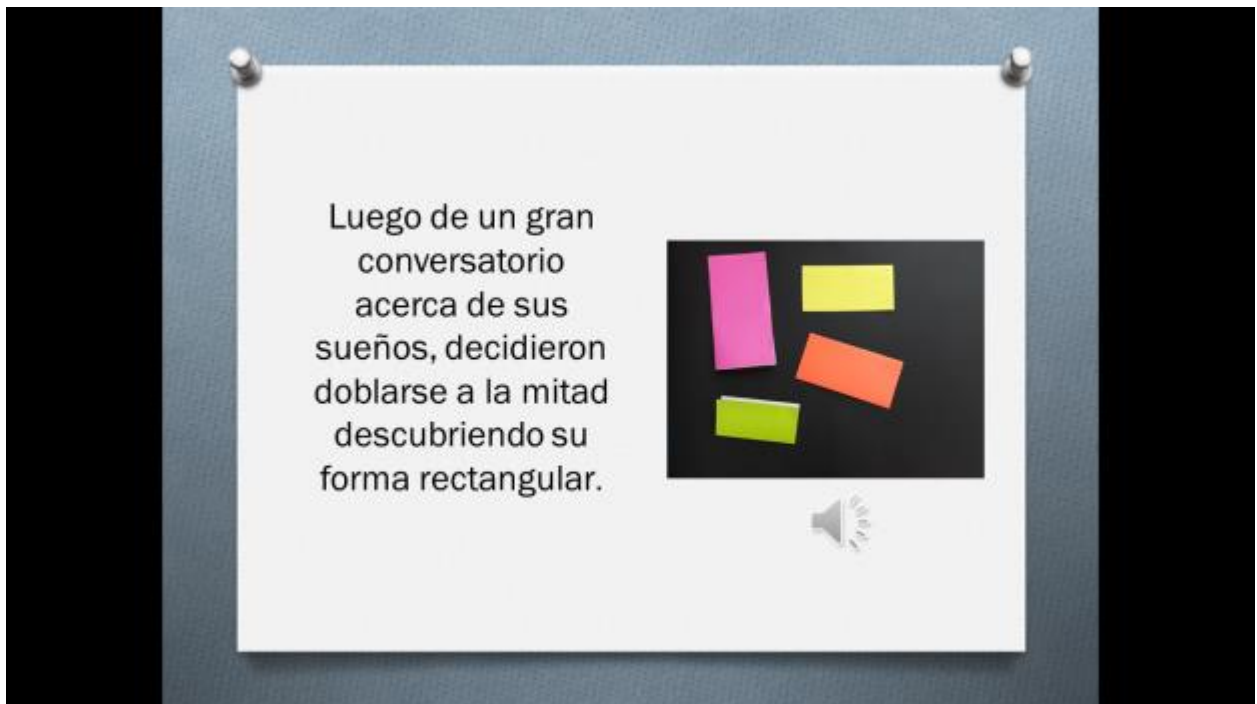 Luego de un gran
conversatorio
acerca de sus
sueños, decidieron
doblarse a la mitad
descubriendo su
forma rectangular.